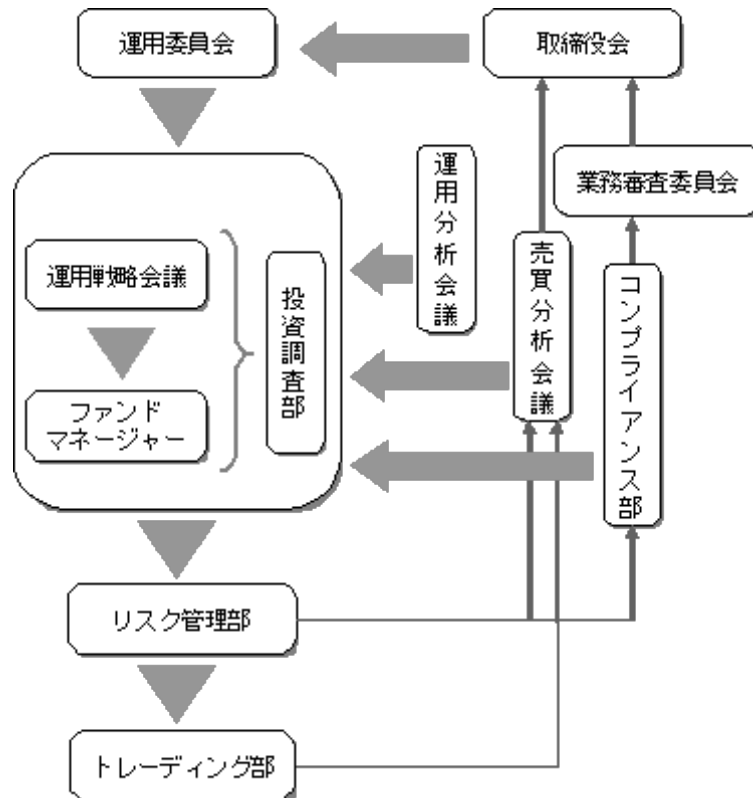 運用委員会
取締役会
運用分析会議
業務審査委員会
売買分析会議
コンプライアンス部
運用戦略会議
投資調査部
ファンド
マネージャー
リスク管理部
トレーディング部